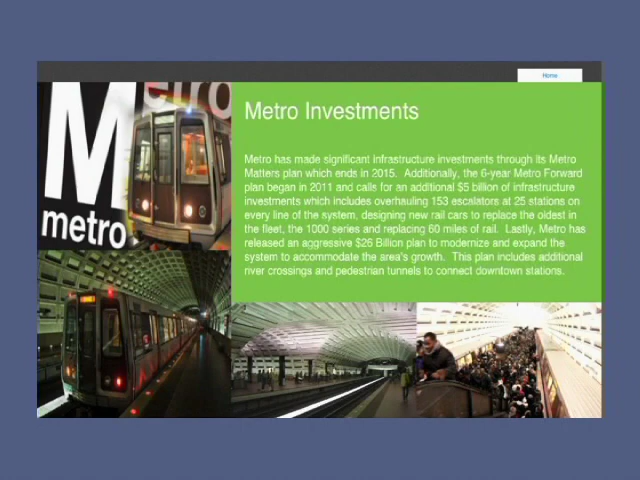 Home
Metro
M
metro
Metro Investments
Metro has made significant infrastructure investments through its Metro
Matters plan which ends in 2015. Additionally, the 6-year Metro Forward
plan began in 2011 and calls for an additional $5 billion of infrastructure
investments which includes overhauling 153 escalators at 25 stations on
every line of the system, designing new rail cars to replace the oldest in
the fleet, the 1000 series and replacing 60 miles of rail. Lastly, Metro has
released an aggressive $26 Billion plan to modernize and expand the
system to accommodate the area's growth. This plan includes additional
river crossings and pedestrian tunnels to connect downtown stations.